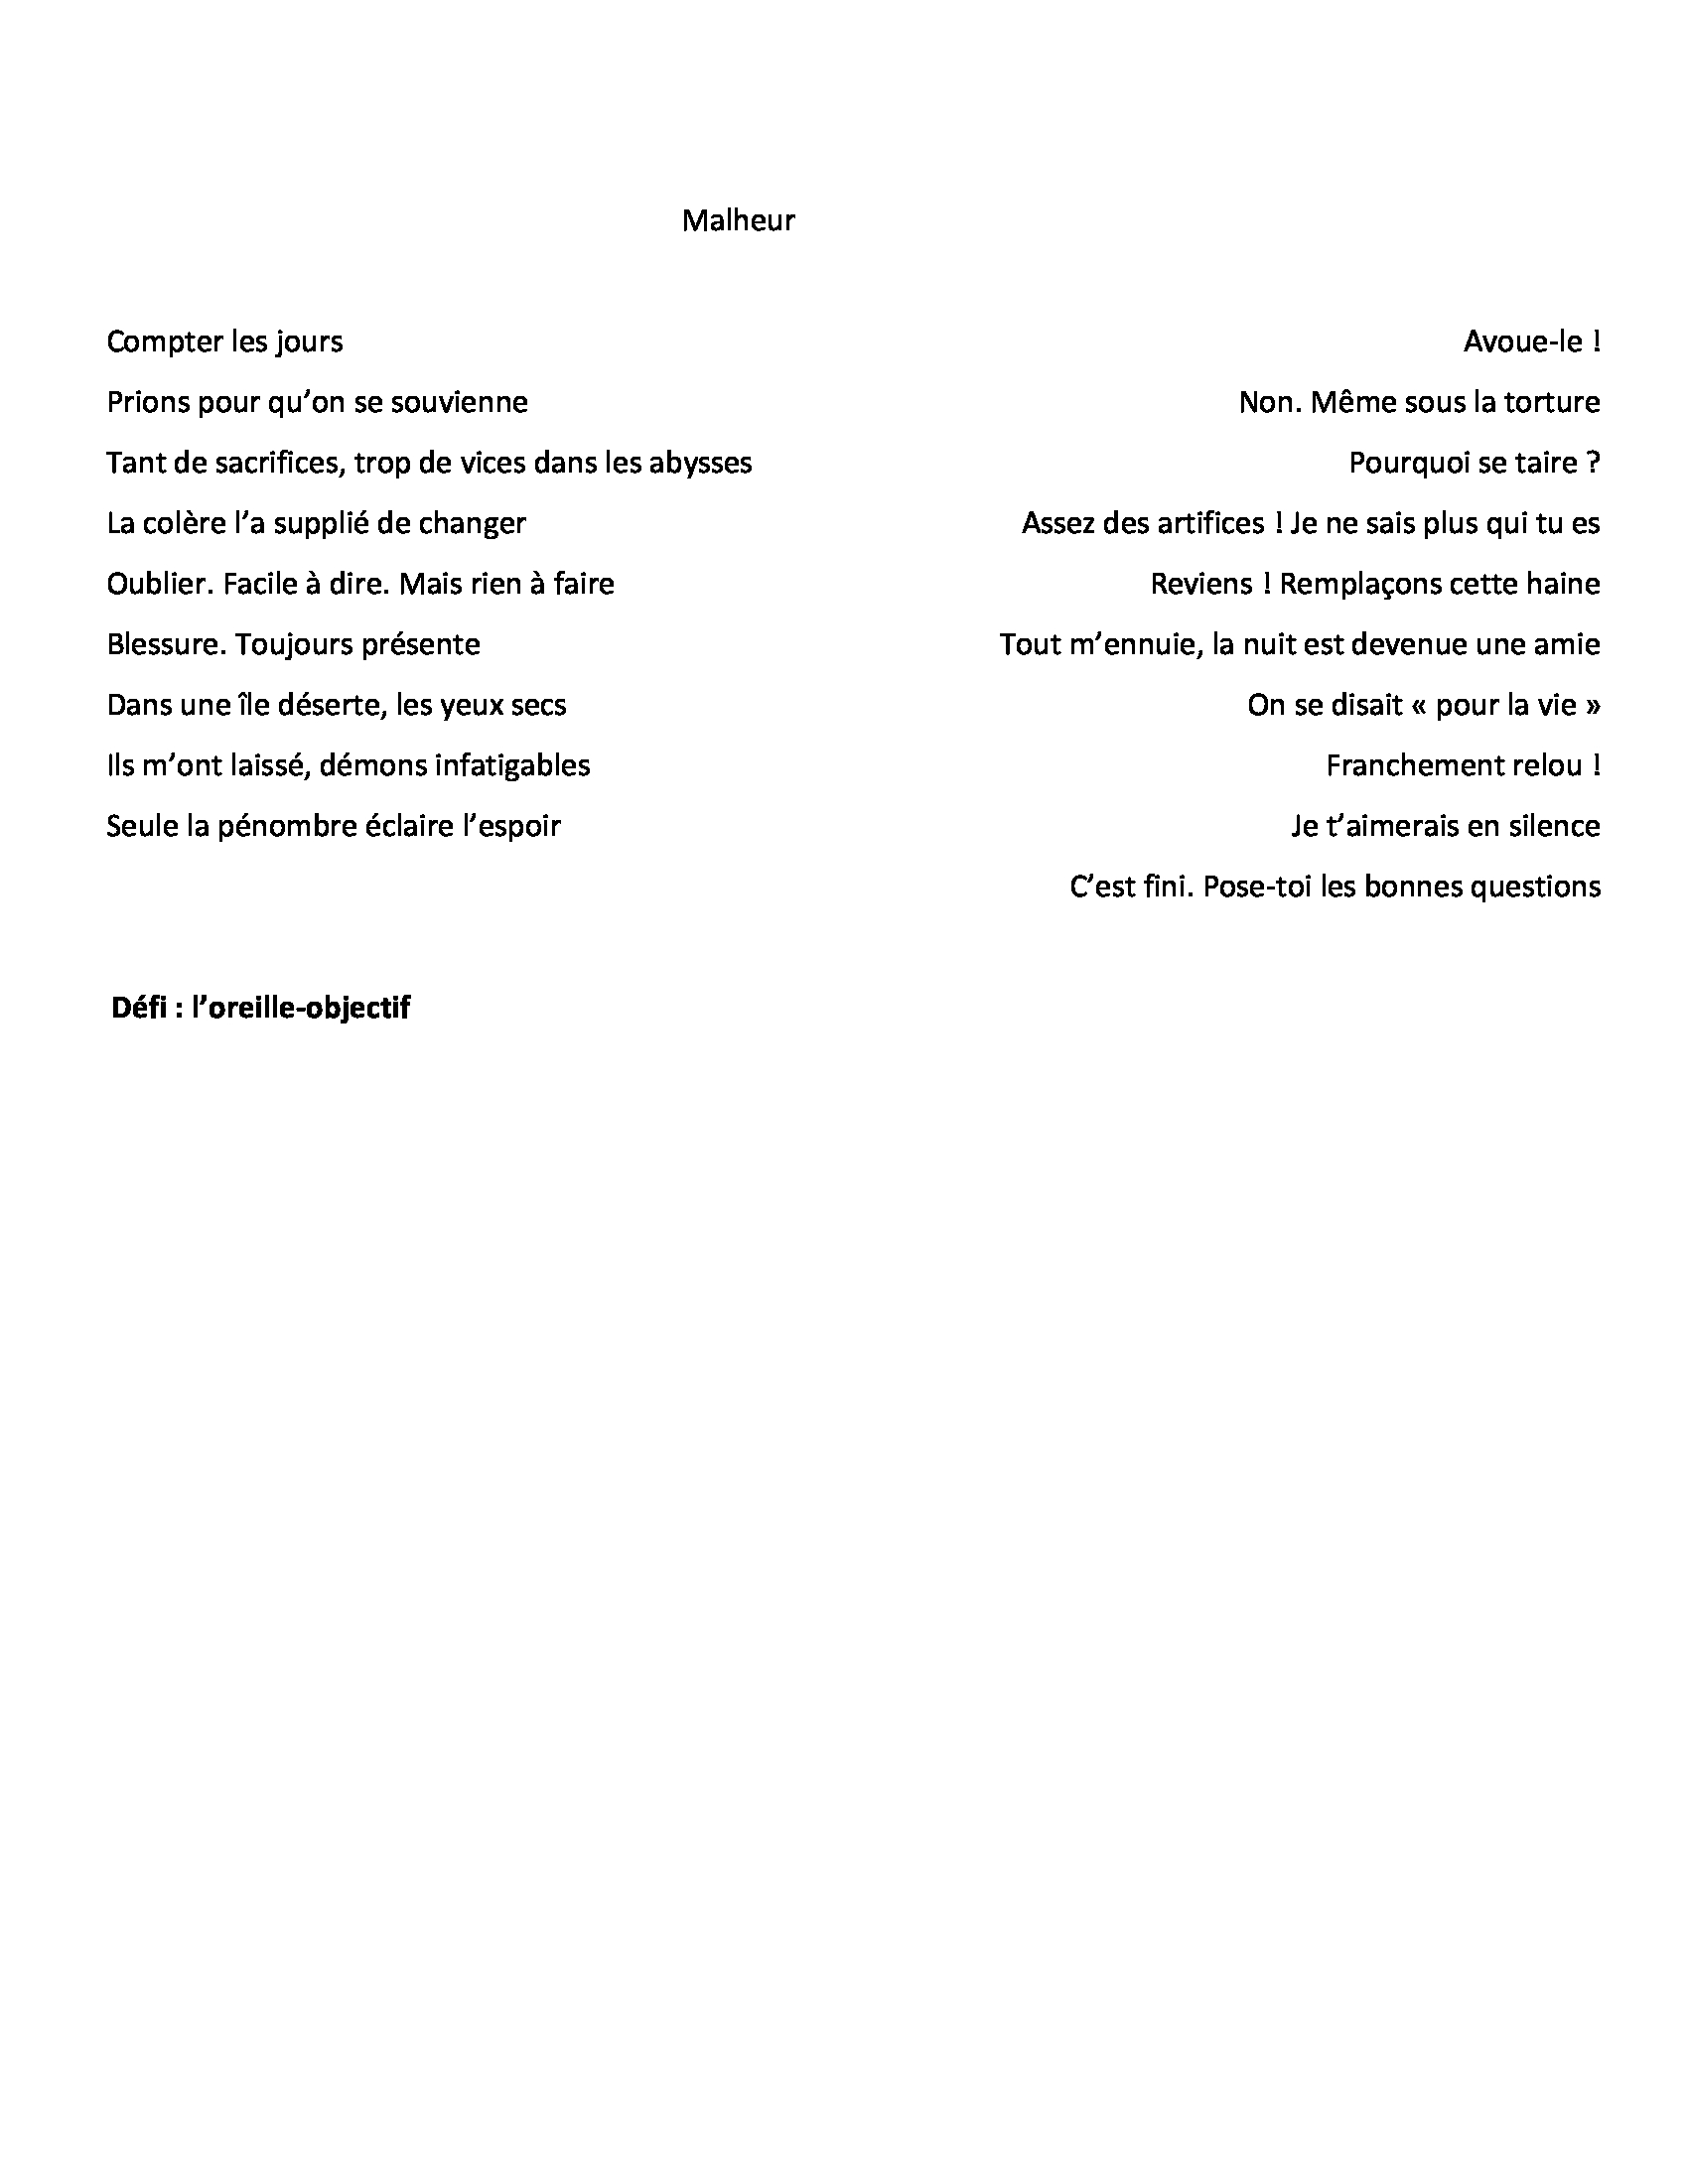 Malheur
Compter les jours
Avoue-le !
Prions pour qu’on se souvienne
Non. Même sous la torture
Tant de sacrifices, trop de vices dans les abysses
Pourquoi se taire ?
La colère l’a supplié de changer
Assez des artifices ! Je ne sais plus qui tu es
Oublier. Facile à dire. Mais rien à faire
Reviens ! Remplaçons cette haine
Blessure. Toujours présente
Tout m’ennuie, la nuit est devenue une amie
Dans une île déserte, les yeux secs
On se disait « pour la vie »
Ils m’ont laissé, démons infatigables
Franchement relou !
Seule la pénombre éclaire l’espoir
Je t’aimerais en silence
C’est fini. Pose-toi les bonnes questions
Défi : l’oreille-objectif